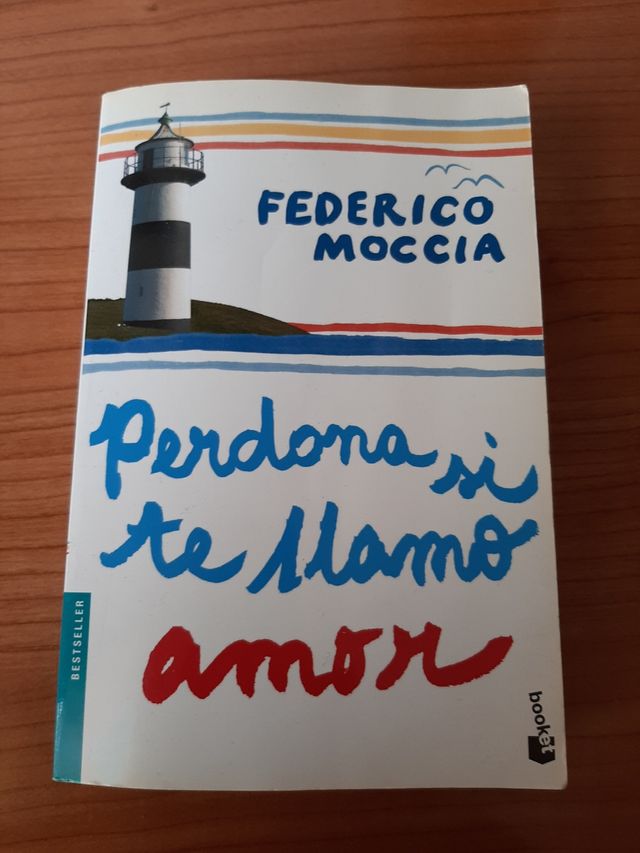 FEDERICO
MOCCIA
Perdona si
te llamo
amor
BESTSELLER
booket